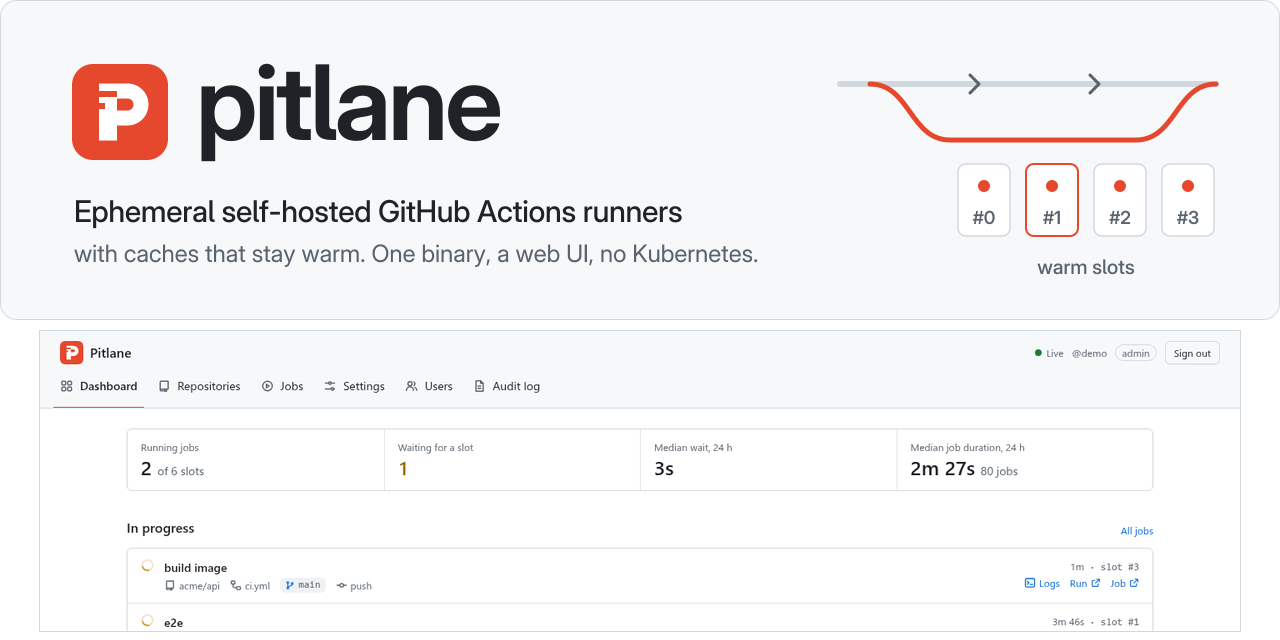 pitlane
Ephemeral self-hosted GitHub Actions runners
with caches that stay warm. One binary, a web UI, no Kubernetes.
#0 #1 #2 #3
warm slots
Pitlane
Live @demo admin Sign out
Dashboard Repositories Jobs Settings Users Audit log
Running jobs Waiting for a slot Median wait, 24 h Median job duration, 24 h
2 of 6 slots 1 3s 2m 27s 80 jobs
In progress All jobs
build image 1m · slot #3
acme/api ci.yml main push Logs Run Job
e2e 3m 46s · slot #1